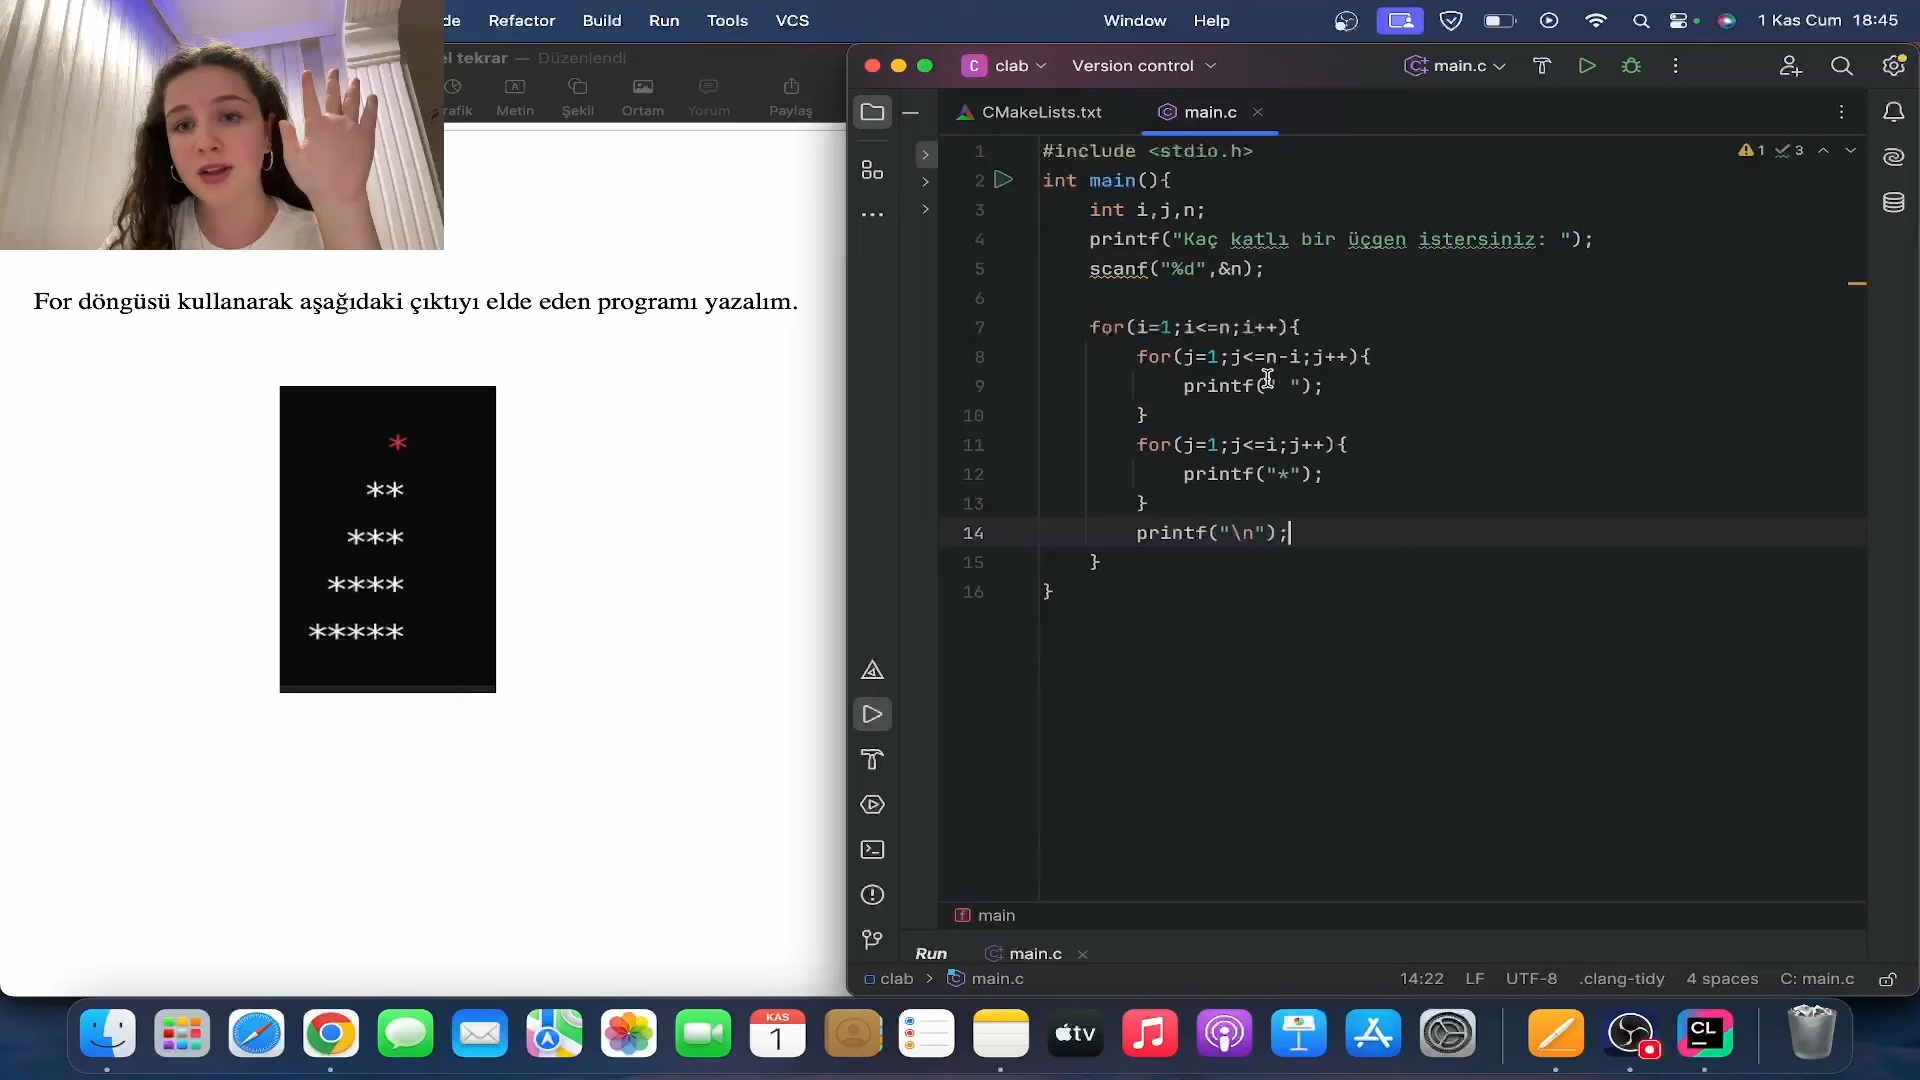 de Refactor Build Run Tools VCS Window Help 1 Kas Cum 18:45
el tekrar — Düzenlendi
rafik Metin Şekil Ortam Yorum Paylaş
For döngüsü kullanarak aşağıdaki çıktıyı elde eden programı yazalım.
*
**
***
****
*****
C clab Version control main.c
CMakeLists.txt main.c
1 #include <stdio.h>
2 int main(){
3 int i,j,n;
4 printf("Kaç katlı bir üçgen istersiniz: ");
5 scanf("%d",&n);
6
7 for(i=1;i<=n;i++){
8 for(j=1;j<=n-i;j++){
9 printf(" ");
10 }
11 for(j=1;j<=i;j++){
12 printf("*");
13 }
14 printf("\n");
15 }
16 }
1 3
f main
Run main.c
clab > main.c 14:22 LF UTF-8 .clang-tidy 4 spaces C: main.c
KAS
1
tv
CL